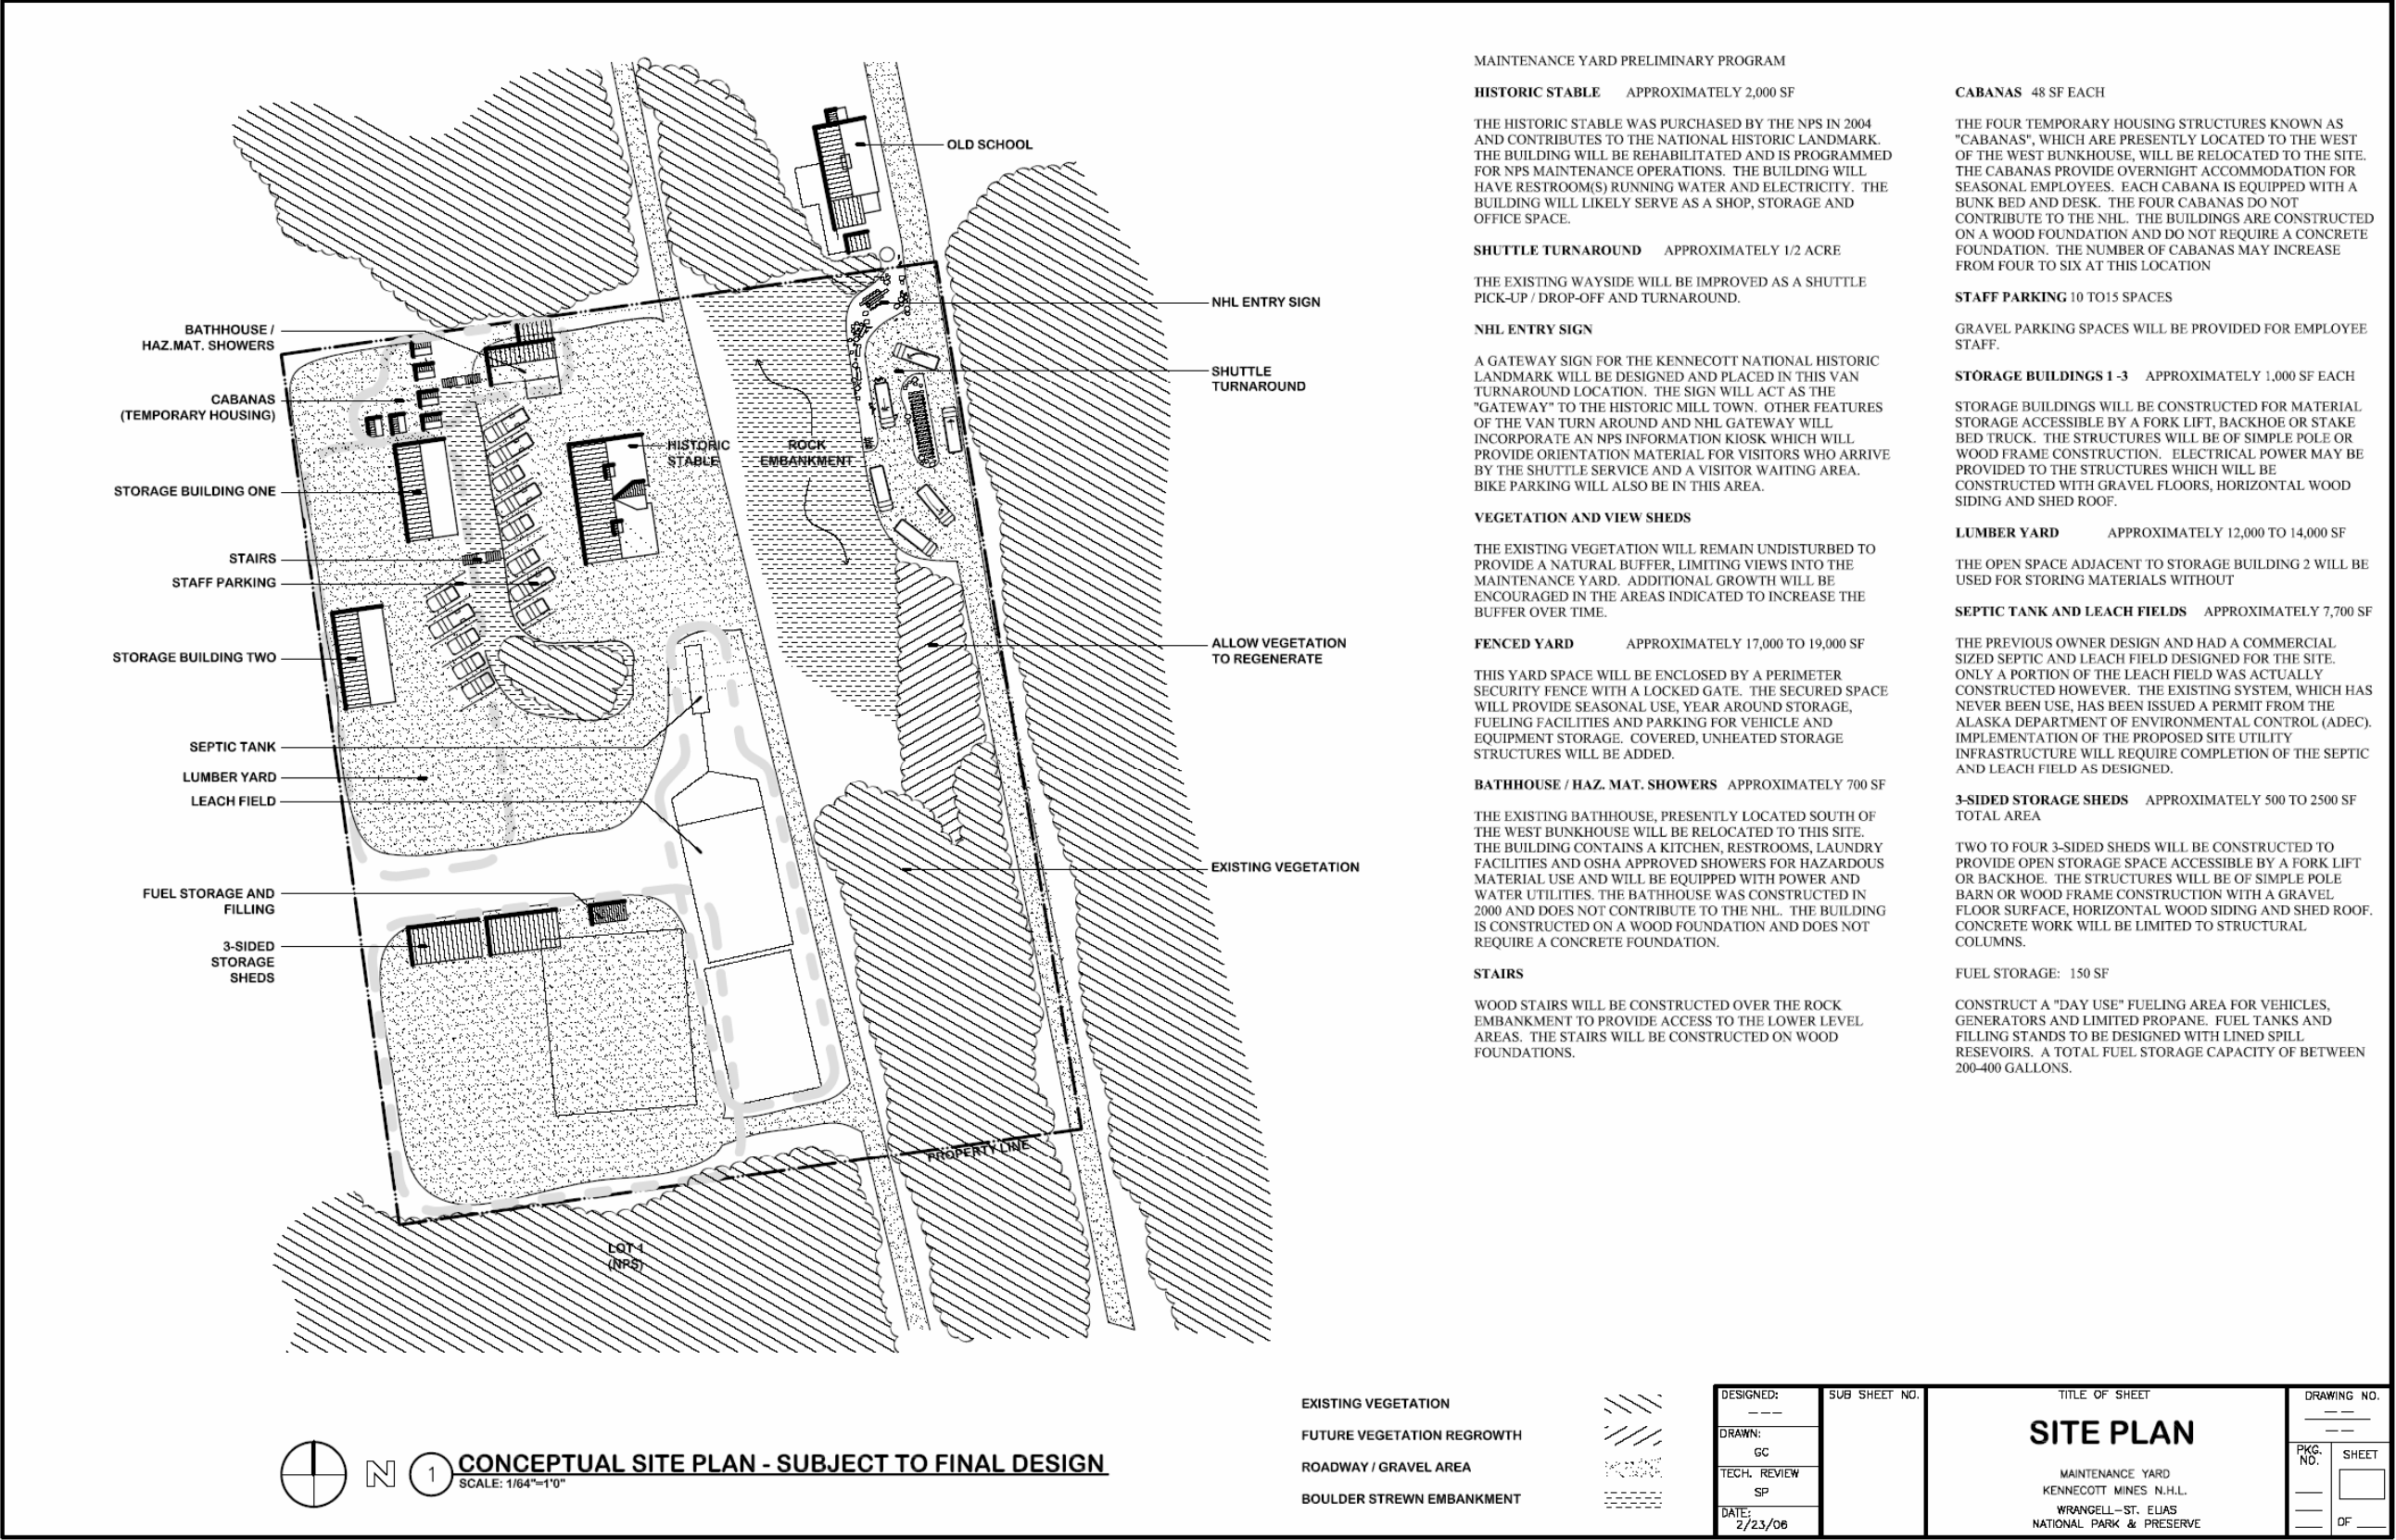 OLD SCHOOL
NHL ENTRY SIGN
SHUTTLE
TURNAROUND
ALLOW VEGETATION
TO REGENERATE
EXISTING VEGETATION
BATHHOUSE /
HAZ.MAT. SHOWERS
CABANAS
(TEMPORARY HOUSING)
STORAGE BUILDING ONE
STAIRS
STAFF PARKING
STORAGE BUILDING TWO
SEPTIC TANK
LUMBER YARD
LEACH FIELD
FUEL STORAGE AND
FILLING
3-SIDED
STORAGE
SHEDS
HISTORIC
STABLE
ROCK
EMBANKMENT
PROPERTY LINE
LOT 1
(NPS)
MAINTENANCE YARD PRELIMINARY PROGRAM
HISTORIC STABLE APPROXIMATELY 2,000 SF
THE HISTORIC STABLE WAS PURCHASED BY THE NPS IN 2004
AND CONTRIBUTES TO THE NATIONAL HISTORIC LANDMARK.
THE BUILDING WILL BE REHABILITATED AND IS PROGRAMMED
FOR NPS MAINTENANCE OPERATIONS. THE BUILDING WILL
HAVE RESTROOM(S) RUNNING WATER AND ELECTRICITY. THE
BUILDING WILL LIKELY SERVE AS A SHOP, STORAGE AND
OFFICE SPACE.
SHUTTLE TURNAROUND APPROXIMATELY 1/2 ACRE
THE EXISTING WAYSIDE WILL BE IMPROVED AS A SHUTTLE
PICK-UP / DROP-OFF AND TURNAROUND.
NHL ENTRY SIGN
A GATEWAY SIGN FOR THE KENNECOTT NATIONAL HISTORIC
LANDMARK WILL BE DESIGNED AND PLACED IN THIS VAN
TURNAROUND LOCATION. THE SIGN WILL ACT AS THE
"GATEWAY" TO THE HISTORIC MILL TOWN. OTHER FEATURES
OF THE VAN TURN AROUND AND NHL GATEWAY WILL
INCORPORATE AN NPS INFORMATION KIOSK WHICH WILL
PROVIDE ORIENTATION MATERIAL FOR VISITORS WHO ARRIVE
BY THE SHUTTLE SERVICE AND A VISITOR WAITING AREA.
BIKE PARKING WILL ALSO BE IN THIS AREA.
VEGETATION AND VIEW SHEDS
THE EXISTING VEGETATION WILL REMAIN UNDISTURBED TO
PROVIDE A NATURAL BUFFER, LIMITING VIEWS INTO THE
MAINTENANCE YARD. ADDITIONAL GROWTH WILL BE
ENCOURAGED IN THE AREAS INDICATED TO INCREASE THE
BUFFER OVER TIME.
FENCED YARD APPROXIMATELY 17,000 TO 19,000 SF
THIS YARD SPACE WILL BE ENCLOSED BY A PERIMETER
SECURITY FENCE WITH A LOCKED GATE. THE SECURED SPACE
WILL PROVIDE SEASONAL USE, YEAR AROUND STORAGE,
FUELING FACILITIES AND PARKING FOR VEHICLE AND
EQUIPMENT STORAGE. COVERED, UNHEATED STORAGE
STRUCTURES WILL BE ADDED.
BATHHOUSE / HAZ. MAT. SHOWERS APPROXIMATELY 700 SF
THE EXISTING BATHHOUSE, PRESENTLY LOCATED SOUTH OF
THE WEST BUNKHOUSE WILL BE RELOCATED TO THIS SITE.
THE BUILDING CONTAINS A KITCHEN, RESTROOMS, LAUNDRY
FACILITIES AND OSHA APPROVED SHOWERS FOR HAZARDOUS
MATERIAL USE AND WILL BE EQUIPPED WITH POWER AND
WATER UTILITIES. THE BATHHOUSE WAS CONSTRUCTED IN
2000 AND DOES NOT CONTRIBUTE TO THE NHL. THE BUILDING
IS CONSTRUCTED ON A WOOD FOUNDATION AND DOES NOT
REQUIRE A CONCRETE FOUNDATION.
STAIRS
WOOD STAIRS WILL BE CONSTRUCTED OVER THE ROCK
EMBANKMENT TO PROVIDE ACCESS TO THE LOWER LEVEL
AREAS. THE STAIRS WILL BE CONSTRUCTED ON WOOD
FOUNDATIONS.
CABANAS 48 SF EACH
THE FOUR TEMPORARY HOUSING STRUCTURES KNOWN AS
"CABANAS", WHICH ARE PRESENTLY LOCATED TO THE WEST
OF THE WEST BUNKHOUSE, WILL BE RELOCATED TO THE SITE.
THE CABANAS PROVIDE OVERNIGHT ACCOMMODATION FOR
SEASONAL EMPLOYEES. EACH CABANA IS EQUIPPED WITH A
BUNK BED AND DESK. THE FOUR CABANAS DO NOT
CONTRIBUTE TO THE NHL. THE BUILDINGS ARE CONSTRUCTED
ON A WOOD FOUNDATION AND DO NOT REQUIRE A CONCRETE
FOUNDATION. THE NUMBER OF CABANAS MAY INCREASE
FROM FOUR TO SIX AT THIS LOCATION
STAFF PARKING 10 TO15 SPACES
GRAVEL PARKING SPACES WILL BE PROVIDED FOR EMPLOYEE
STAFF.
STORAGE BUILDINGS 1 -3 APPROXIMATELY 1,000 SF EACH
STORAGE BUILDINGS WILL BE CONSTRUCTED FOR MATERIAL
STORAGE ACCESSIBLE BY A FORK LIFT, BACKHOE OR STAKE
BED TRUCK. THE STRUCTURES WILL BE OF SIMPLE POLE OR
WOOD FRAME CONSTRUCTION. ELECTRICAL POWER MAY BE
PROVIDED TO THE STRUCTURES WHICH WILL BE
CONSTRUCTED WITH GRAVEL FLOORS, HORIZONTAL WOOD
SIDING AND SHED ROOF.
LUMBER YARD APPROXIMATELY 12,000 TO 14,000 SF
THE OPEN SPACE ADJACENT TO STORAGE BUILDING 2 WILL BE
USED FOR STORING MATERIALS WITHOUT
SEPTIC TANK AND LEACH FIELDS APPROXIMATELY 7,700 SF
THE PREVIOUS OWNER DESIGN AND HAD A COMMERCIAL
SIZED SEPTIC AND LEACH FIELD DESIGNED FOR THE SITE.
ONLY A PORTION OF THE LEACH FIELD WAS ACTUALLY
CONSTRUCTED HOWEVER. THE EXISTING SYSTEM, WHICH HAS
NEVER BEEN USE, HAS BEEN ISSUED A PERMIT FROM THE
ALASKA DEPARTMENT OF ENVIRONMENTAL CONTROL (ADEC).
IMPLEMENTATION OF THE PROPOSED SITE UTILITY
INFRASTRUCTURE WILL REQUIRE COMPLETION OF THE SEPTIC
AND LEACH FIELD AS DESIGNED.
3-SIDED STORAGE SHEDS APPROXIMATELY 500 TO 2500 SF
TOTAL AREA
TWO TO FOUR 3-SIDED SHEDS WILL BE CONSTRUCTED TO
PROVIDE OPEN STORAGE SPACE ACCESSIBLE BY A FORK LIFT
OR BACKHOE. THE STRUCTURES WILL BE OF SIMPLE POLE
BARN OR WOOD FRAME CONSTRUCTION WITH A GRAVEL
FLOOR SURFACE, HORIZONTAL WOOD SIDING AND SHED ROOF.
CONCRETE WORK WILL BE LIMITED TO STRUCTURAL
COLUMNS.
FUEL STORAGE: 150 SF
CONSTRUCT A "DAY USE" FUELING AREA FOR VEHICLES,
GENERATORS AND LIMITED PROPANE. FUEL TANKS AND
FILLING STANDS TO BE DESIGNED WITH LINED SPILL
RESEVOIRS. A TOTAL FUEL STORAGE CAPACITY OF BETWEEN
200-400 GALLONS.
N
1
CONCEPTUAL SITE PLAN - SUBJECT TO FINAL DESIGN
SCALE: 1/64"=1'0"
EXISTING VEGETATION
FUTURE VEGETATION REGROWTH
ROADWAY / GRAVEL AREA
BOULDER STREWN EMBANKMENT
DESIGNED:
---
DRAWN:
GC
TECH. REVIEW
SP
DATE:
2/23/06
SUB SHEET NO.
TITLE OF SHEET
SITE PLAN
MAINTENANCE YARD
KENNECOTT MINES N.H.L.
WRANGELL-ST. ELIAS
NATIONAL PARK & PRESERVE
DRAWING NO.
PKG.
NO.
SHEET
OF